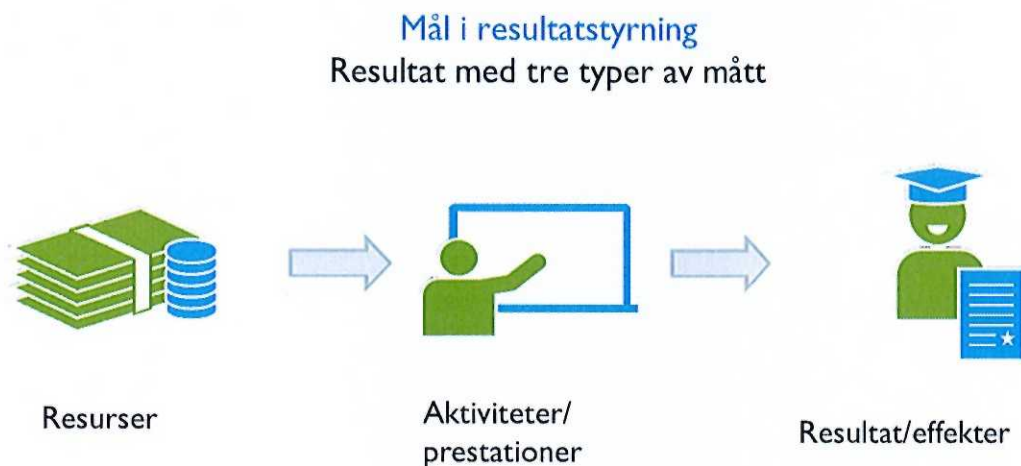 Mål i resultatstyrning
Resultat med tre typer av mått
Resurser
Aktiviteter/
prestationer
Resultat/effekter